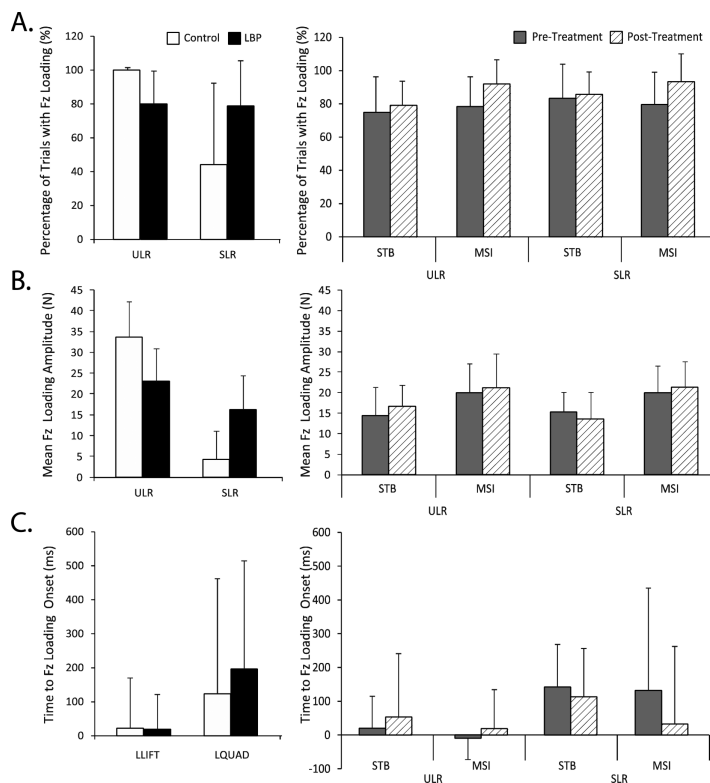 A.
Percentage of Trials with Fz Loading (%)
120
100
80
60
40
20
0
Control
LBP
ULR
SLR
Percentage of Trials with Fz Loading (%)
120
100
80
60
40
20
0
Pre-Treatment
Post-Treatment
STB
MSI
STB
MSI
ULR
SLR
B.
Mean Fz Loading Amplitude (N)
45
40
35
30
25
20
15
10
5
0
ULR
SLR
Mean Fz Loading Amplitude (N)
45
40
35
30
25
20
15
10
5
0
STB
MSI
STB
MSI
ULR
SLR
C.
Time to Fz Loading Onset (ms)
600
500
400
300
200
100
0
LLIFT
LQUAD
Time to Fz Loading Onset (ms)
600
500
400
300
200
100
0
-100
STB
MSI
STB
MSI
ULR
SLR